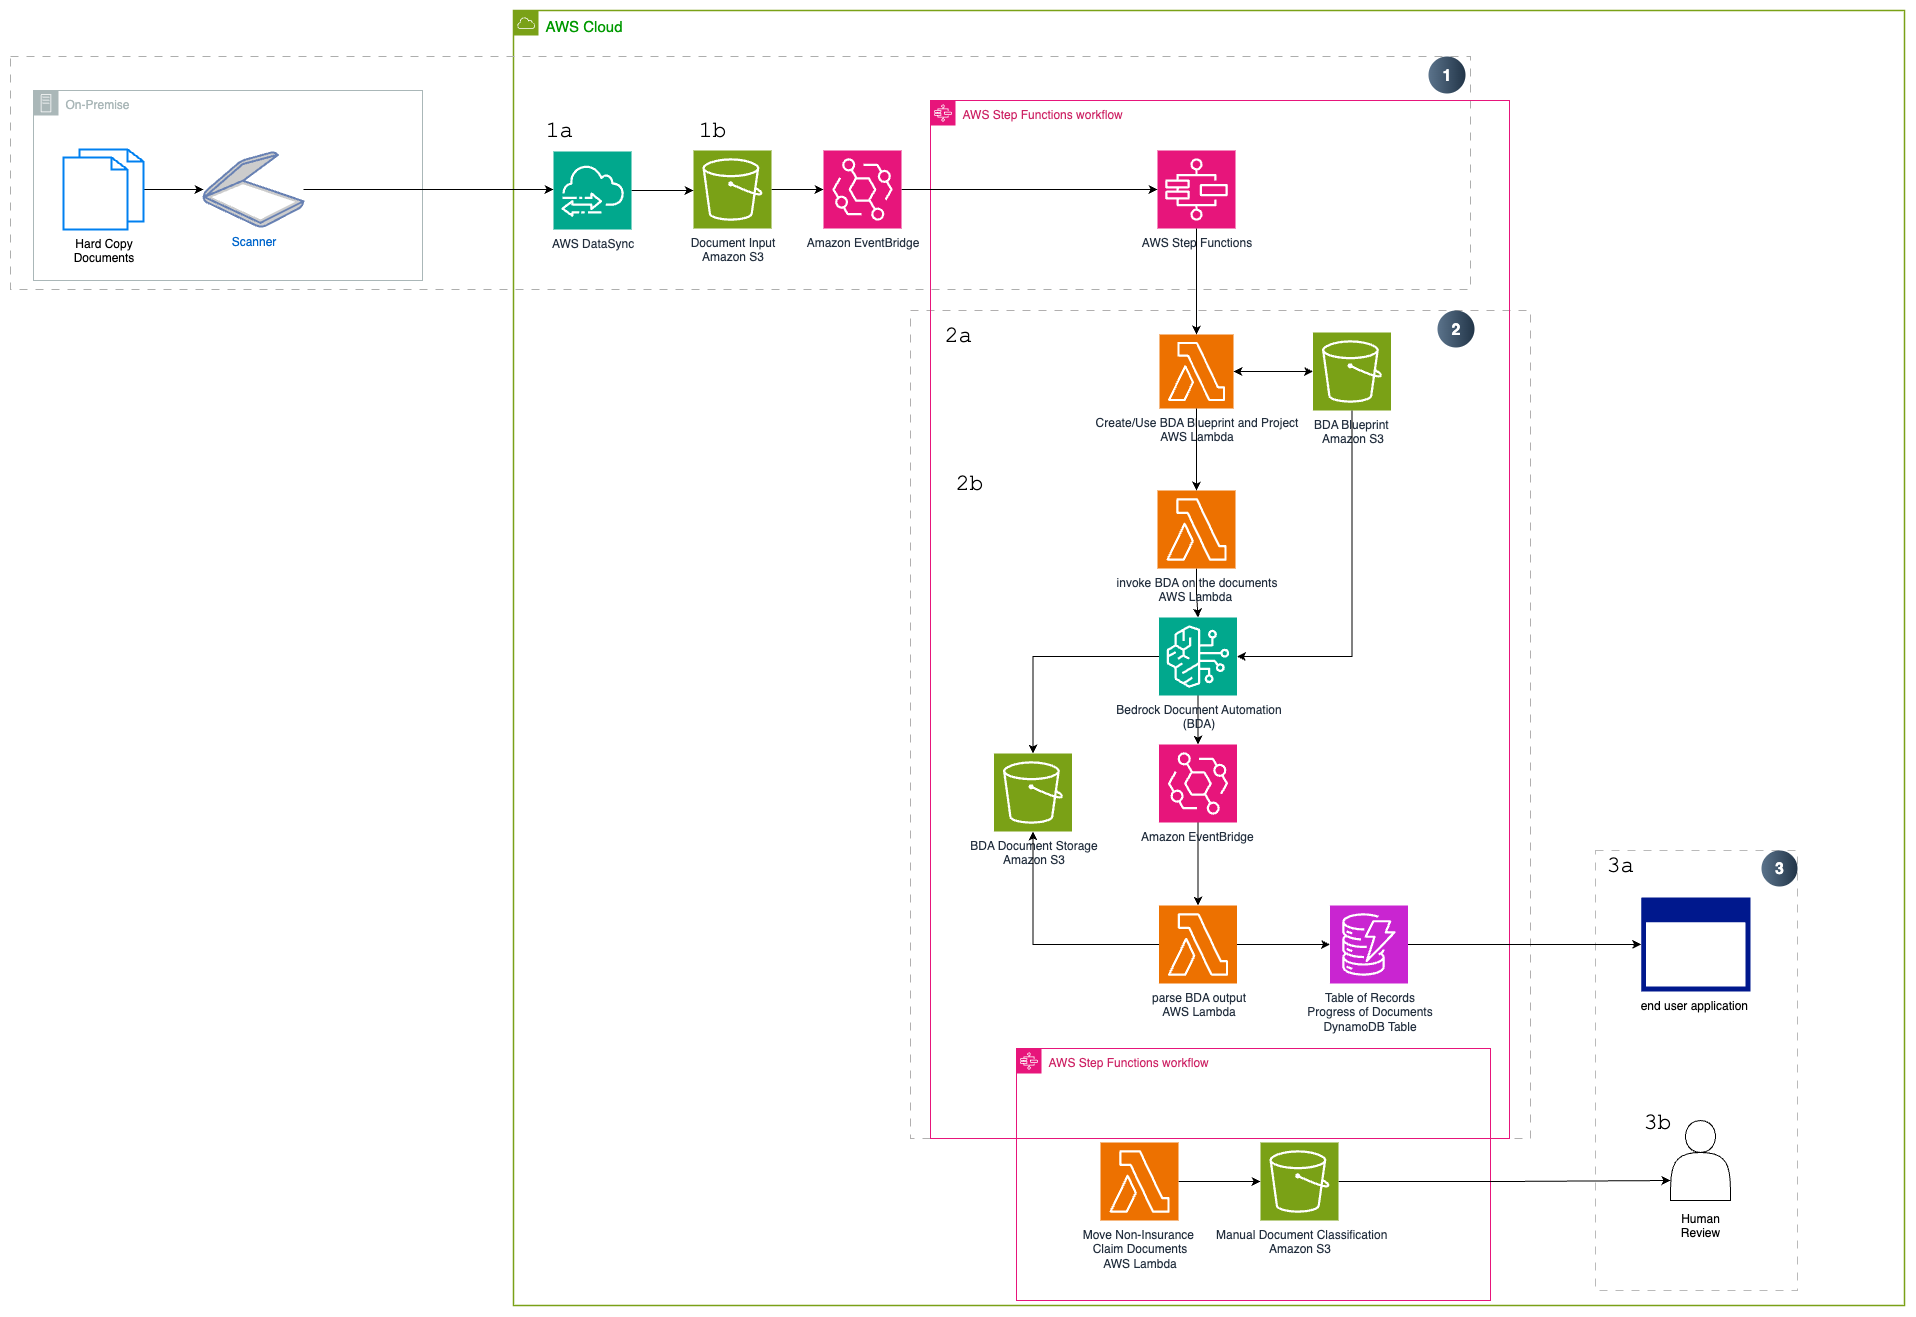 AWS Cloud
1
On-Premise
AWS Step Functions workflow
1a
1b
Hard Copy
Documents
Scanner
AWS DataSync
Document Input
Amazon S3
Amazon EventBridge
AWS Step Functions
2
2a
Create/Use BDA Blueprint and Project
AWS Lambda
BDA Blueprint
Amazon S3
2b
invoke BDA on the documents
AWS Lambda
Bedrock Document Automation
(BDA)
BDA Document Storage
Amazon S3
Amazon EventBridge
3a
3
parse BDA output
AWS Lambda
Table of Records
Progress of Documents
DynamoDB Table
end user application
AWS Step Functions workflow
3b
Move Non-Insurance
Claim Documents
AWS Lambda
Manual Document Classification
Amazon S3
Human
Review